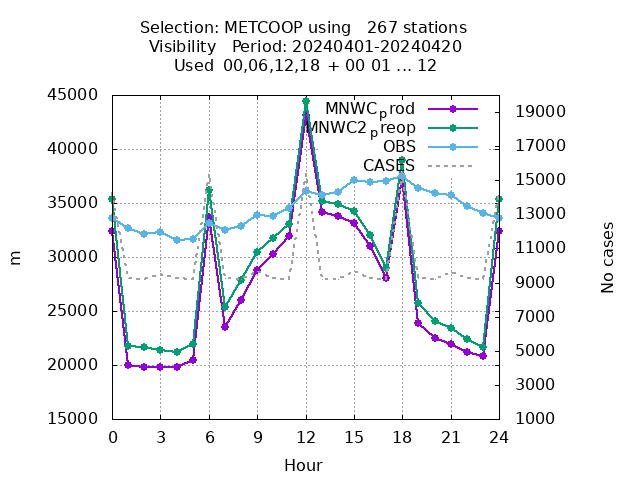 Selection: METCOOP using   267 stations
Visibility   Period: 20240401-20240420
Used  00,06,12,18 + 00 01 ... 12
45000
40000
35000
30000
25000
20000
15000
m
19000
17000
15000
13000
11000
9000
7000
5000
3000
1000
No cases
MNWCprod
MNWC2preop
OBS
CASES
0 3 6 9 12 15 18 21 24
Hour